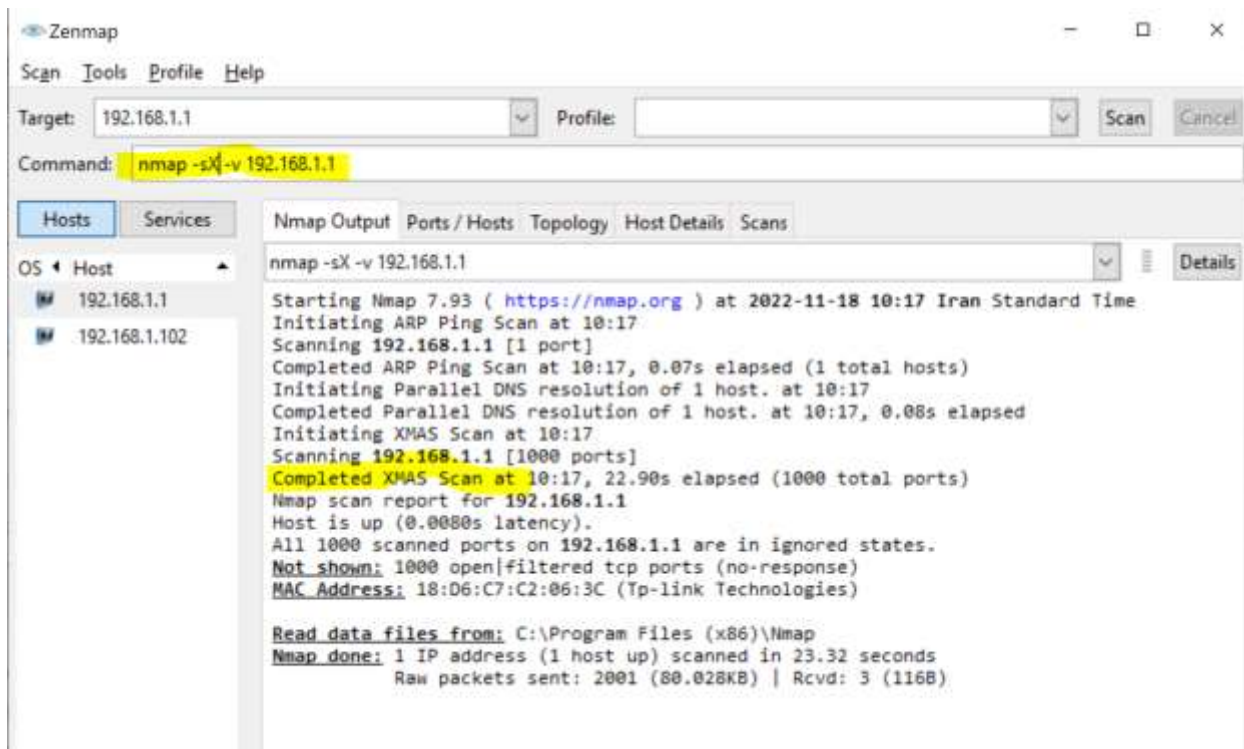 Zenmap
Scan Tools Profile Help
Target: 192.168.1.1 Profile: Scan Cancel
Command: nmap -sX -v 192.168.1.1
Hosts Services Nmap Output Ports / Hosts Topology Host Details Scans
OS Host nmap -sX -v 192.168.1.1 Details
192.168.1.1
192.168.1.102
Starting Nmap 7.93 ( https://nmap.org ) at 2022-11-18 10:17 Iran Standard Time
Initiating ARP Ping Scan at 10:17
Scanning 192.168.1.1 [1 port]
Completed ARP Ping Scan at 10:17, 0.07s elapsed (1 total hosts)
Initiating Parallel DNS resolution of 1 host. at 10:17
Completed Parallel DNS resolution of 1 host. at 10:17, 0.08s elapsed
Initiating XMAS Scan at 10:17
Scanning 192.168.1.1 [1000 ports]
Completed XMAS Scan at 10:17, 22.90s elapsed (1000 total ports)
Nmap scan report for 192.168.1.1
Host is up (0.0080s latency).
All 1000 scanned ports on 192.168.1.1 are in ignored states.
Not shown: 1000 open|filtered tcp ports (no-response)
MAC Address: 18:D6:C7:C2:06:3C (Tp-link Technologies)
Read data files from: C:\Program Files (x86)\Nmap
Nmap done: 1 IP address (1 host up) scanned in 23.32 seconds
Raw packets sent: 2001 (80.028KB) | Rcvd: 3 (116B)